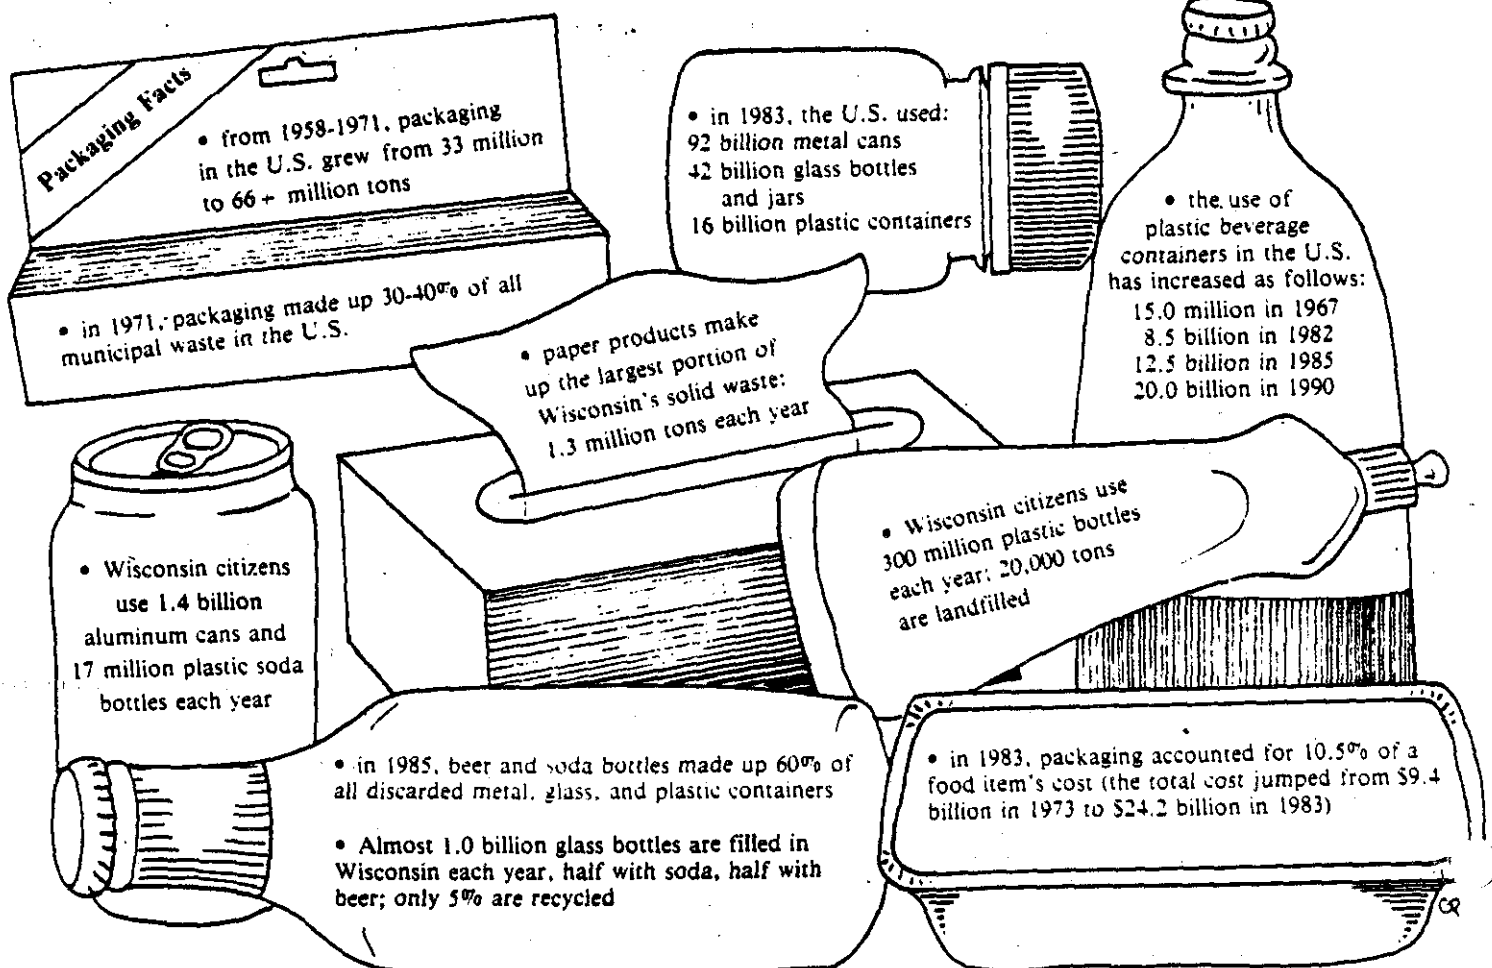 Packaging Facts
• from 1958-1971, packaging
in the U.S. grew from 33 million
to 66+ million tons
• in 1971, packaging made up 30-40% of all
municipal waste in the U.S.
• in 1983, the U.S. used:
92 billion metal cans
42 billion glass bottles
and jars
16 billion plastic containers
• the use of
plastic beverage
containers in the U.S.
has increased as follows:
15.0 million in 1967
8.5 billion in 1982
12.5 billion in 1985
20.0 billion in 1990
• paper products make
up the largest portion of
Wisconsin's solid waste:
1.3 million tons each year
• Wisconsin citizens use
300 million plastic bottles
each year; 20,000 tons
are landfilled
• Wisconsin citizens
use 1.4 billion
aluminum cans and
17 million plastic soda
bottles each year
• in 1985, beer and soda bottles made up 60% of
all discarded metal, glass, and plastic containers
• Almost 1.0 billion glass bottles are filled in
Wisconsin each year, half with soda, half with
beer; only 5% are recycled
• in 1983, packaging accounted for 10.5% of a
food item's cost (the total cost jumped from $9.4
billion in 1973 to $24.2 billion in 1983)